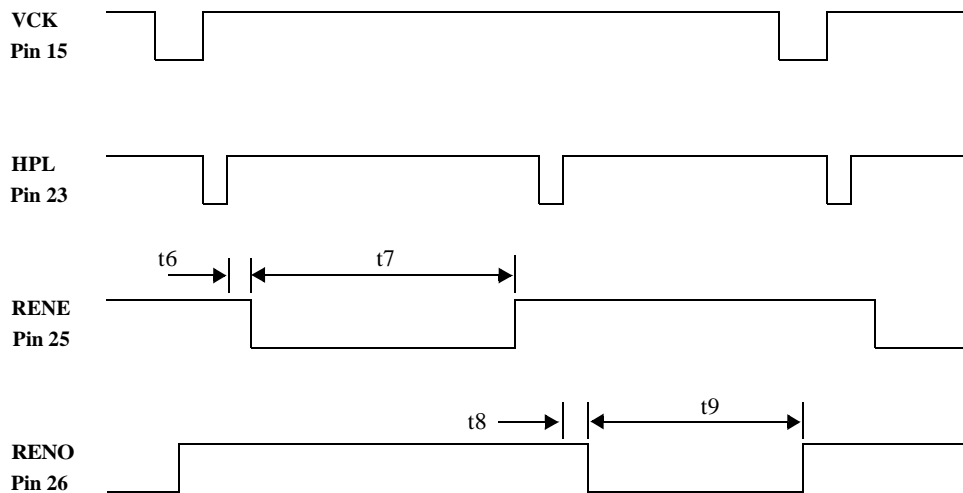 VCK
Pin 15
HPL
Pin 23
t6
t7
RENE
Pin 25
t8
t9
RENO
Pin 26